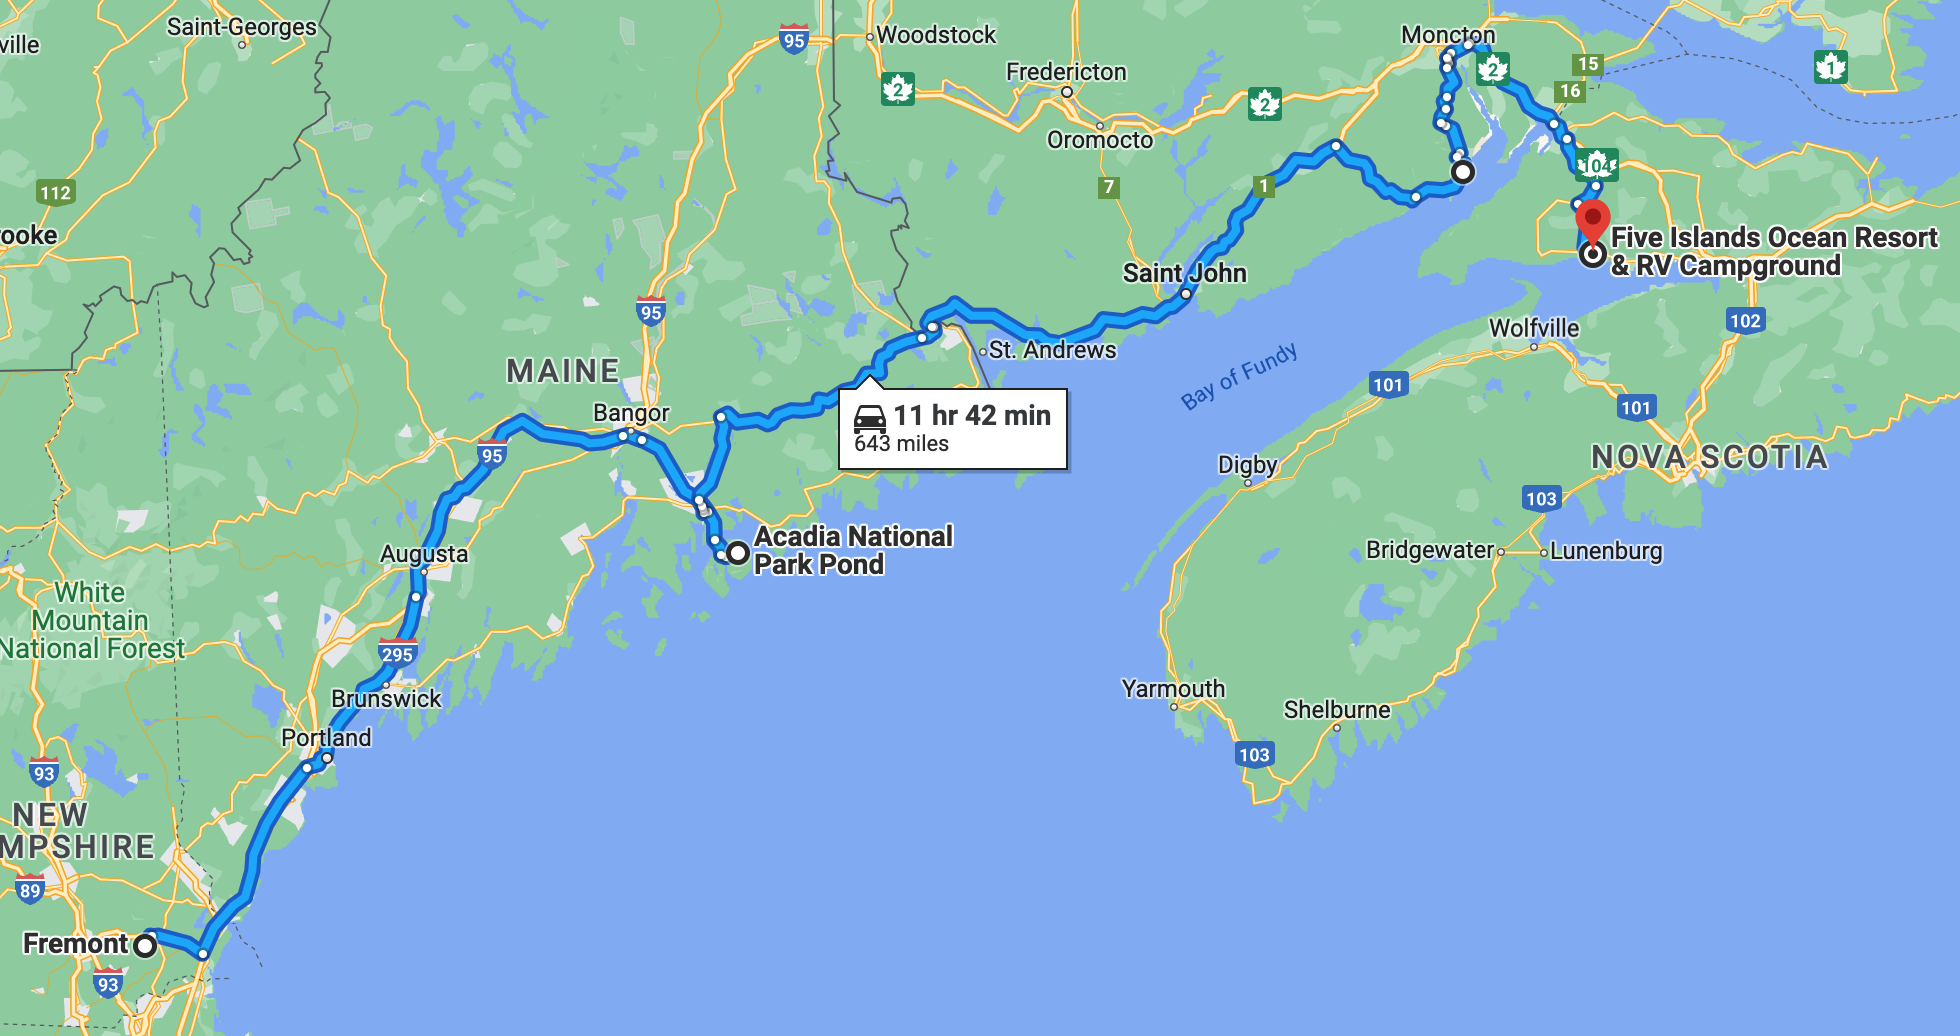 Saint-Georges
ville
95
Woodstock
Moncton
2
15
1
Fredericton
2
2
16
Oromocto
104
112
7
1
rooke
Five Islands Ocean Resort
& RV Campground
Saint John
95
102
Wolfville
St. Andrews
MAINE
Bay of Fundy
101
101
Bangor
11 hr 42 min
643 miles
95
NOVA SCOTIA
Digby
103
Acadia National
Park Pond
Augusta
Bridgewater
Lunenburg
White
Mountain
National Forest
295
Brunswick
Yarmouth
Shelburne
Portland
103
93
NEW
MPSHIRE
89
Fremont
93